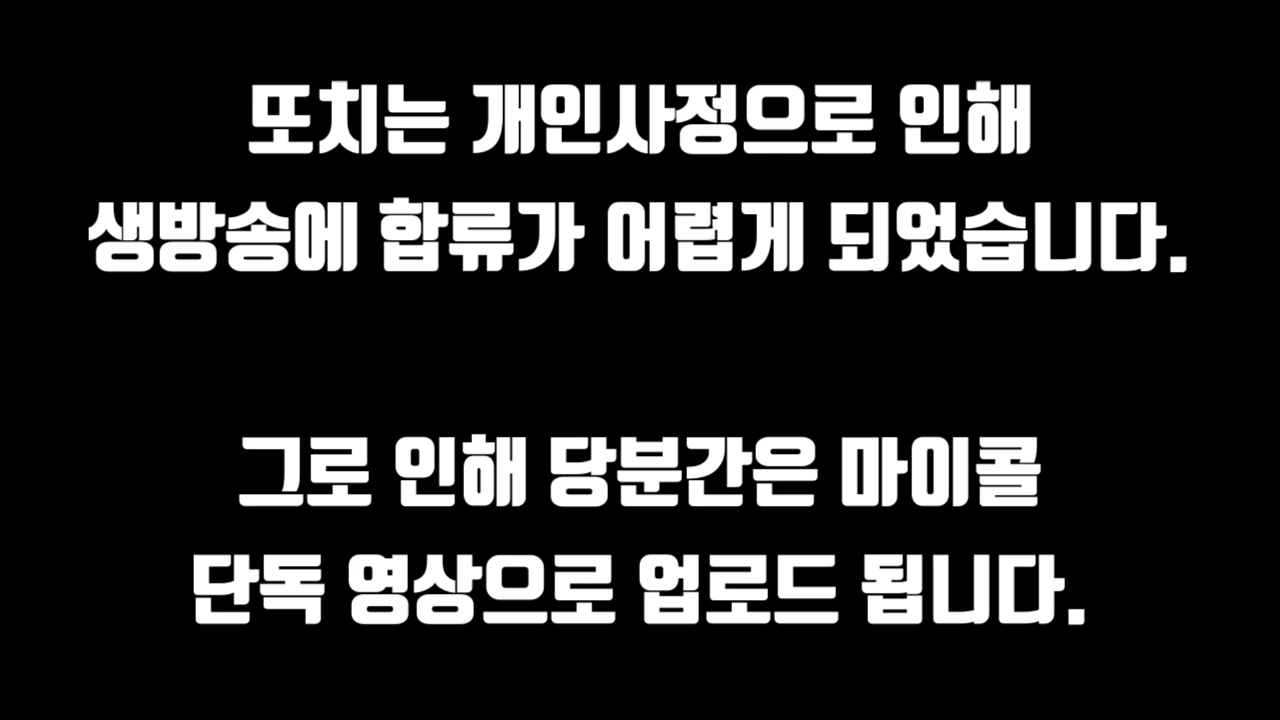 또치는 개인사정으로 인해
생방송에 합류가 어렵게 되었습니다.
그로 인해 당분간은 마이콜
단독 영상으로 업로드 됩니다.